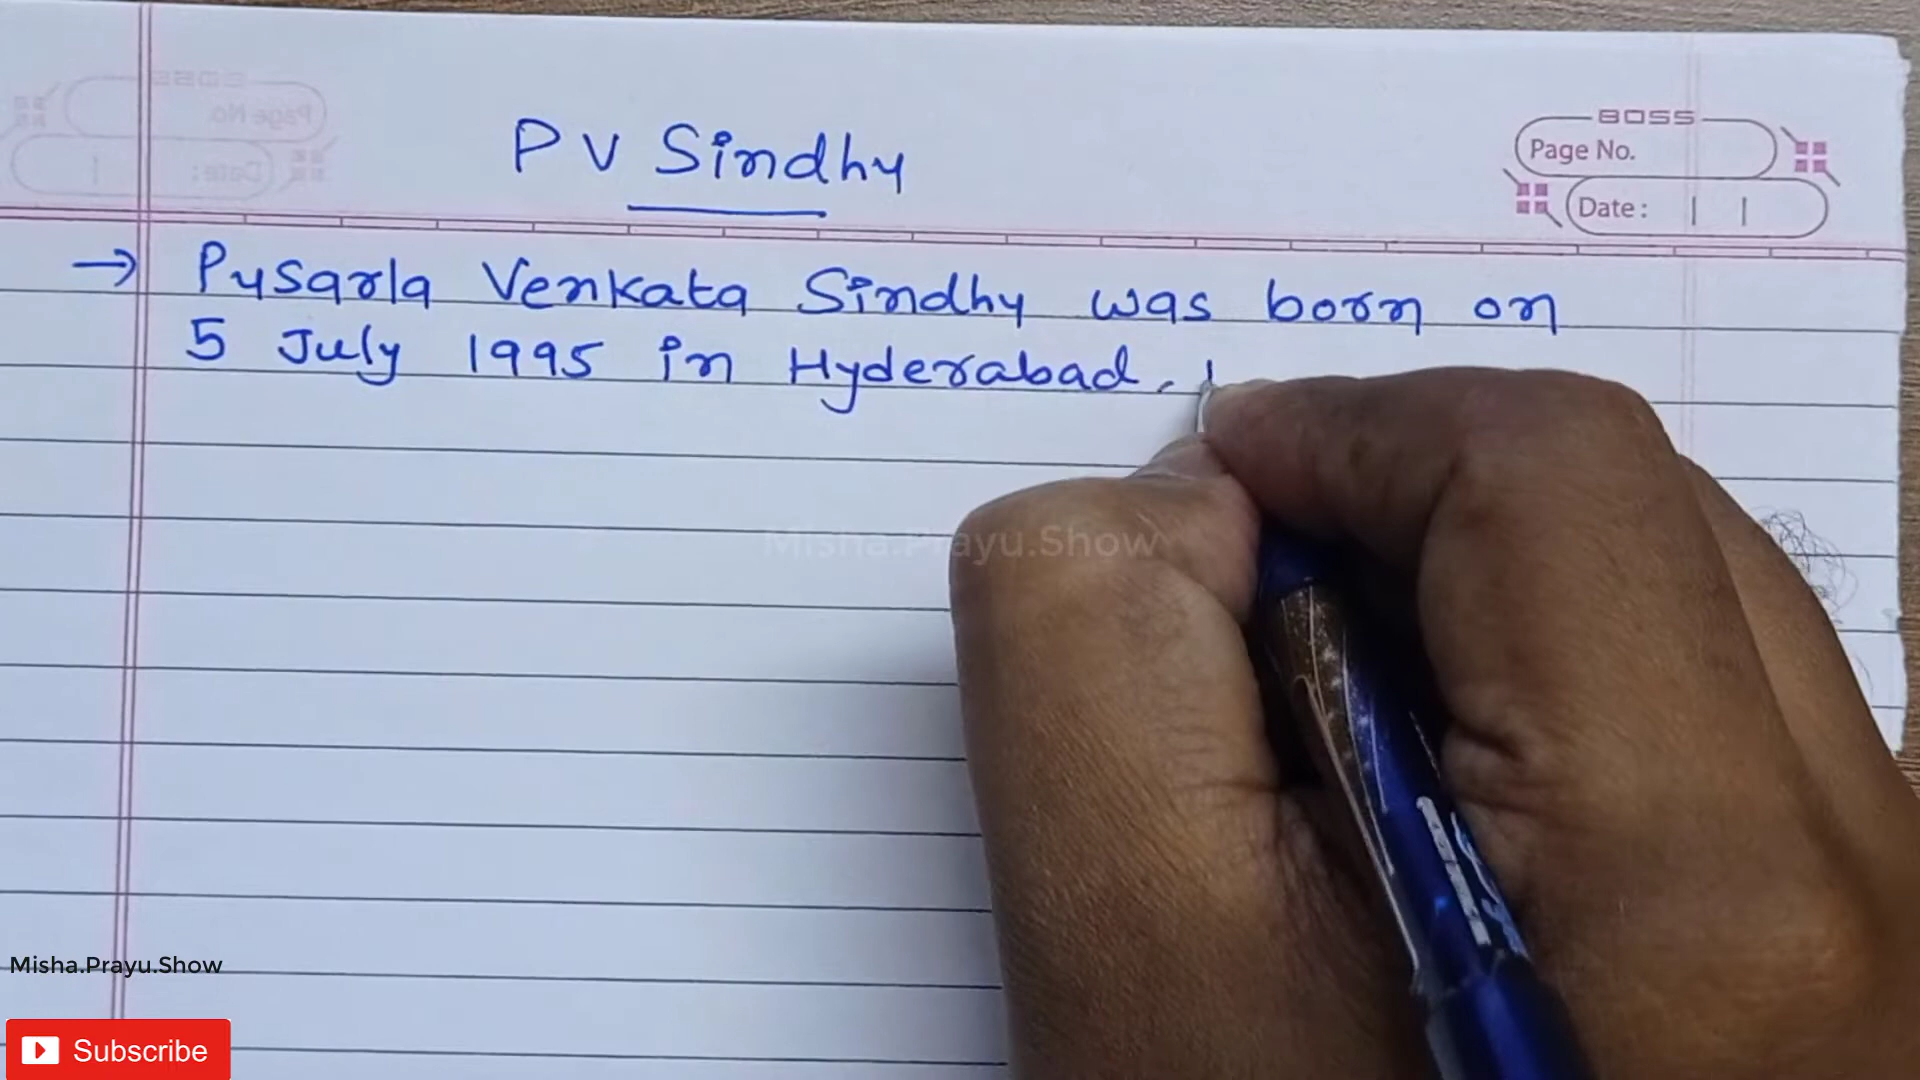 BOSS
Page No.
Date :
P V Sindhy
→ Pusarla Venkata Sindhu was born on
5 July 1995 in Hyderabad.
Misha.Prayu.Show
Misha.Prayu.Show
Subscribe